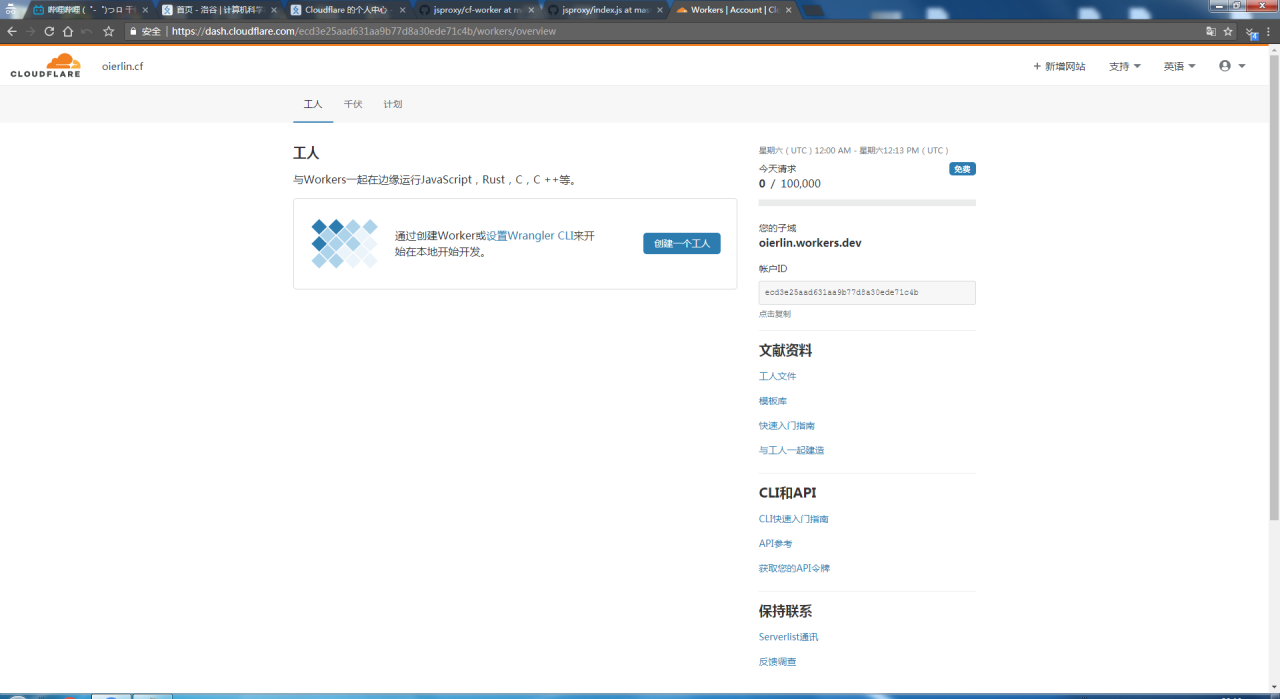 哔哩哔哩 (゜-゜)つロ 干
首页 - 洛谷 | 计算机科学
Cloudflare 的个人中心
jsproxy/cf-worker at m
jsproxy/index.js at mas
Workers | Account | Cl
安全 | https://dash.cloudflare.com/ecd3e25aad631aa9b77d8a30ede71c4b/workers/overview
CLOUDFLARE
oierlin.cf
+ 新增网站
支持
英语
工人
千伏
计划
工人
与Workers一起在边缘运行JavaScript，Rust，C，C ++等。
通过创建Worker或设置Wrangler CLI来开
始在本地开始开发。
创建一个工人
星期六（UTC）12:00 AM - 星期六12:13 PM（UTC）
今天请求
免费
0 / 100,000
您的子域
oierlin.workers.dev
帐户ID
ecd3e25aad631aa9b77d8a30ede71c4b
点击复制
文献资料
工人文件
模板库
快速入门指南
与工人一起建造
CLI和API
CLI快速入门指南
API参考
获取您的API令牌
保持联系
Serverlist通讯
反馈调查